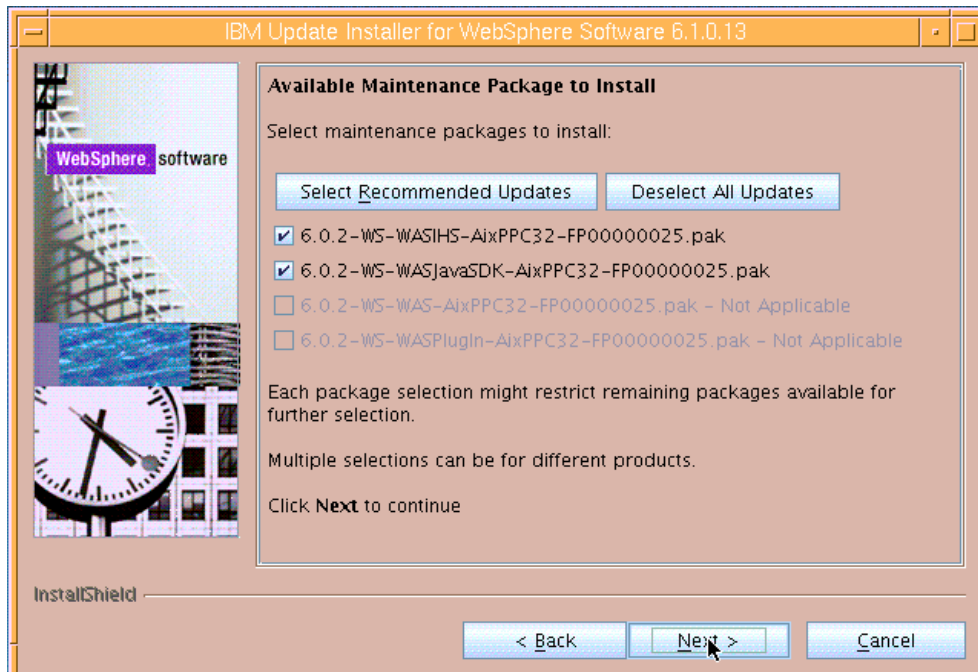 IBM Update Installer for WebSphere Software 6.1.0.13
WebSphere software
Available Maintenance Package to Install
Select maintenance packages to install:
Select Recommended Updates
Deselect All Updates
6.0.2-WS-WASIHS-AixPPC32-FP00000025.pak
6.0.2-WS-WASJavaSDK-AixPPC32-FP00000025.pak
6.0.2-WS-WAS-AixPPC32-FP00000025.pak - Not Applicable
6.0.2-WS-WASPlugIn-AixPPC32-FP00000025.pak - Not Applicable
Each package selection might restrict remaining packages available for
further selection.
Multiple selections can be for different products.
Click Next to continue
InstallShield
< Back
Next >
Cancel